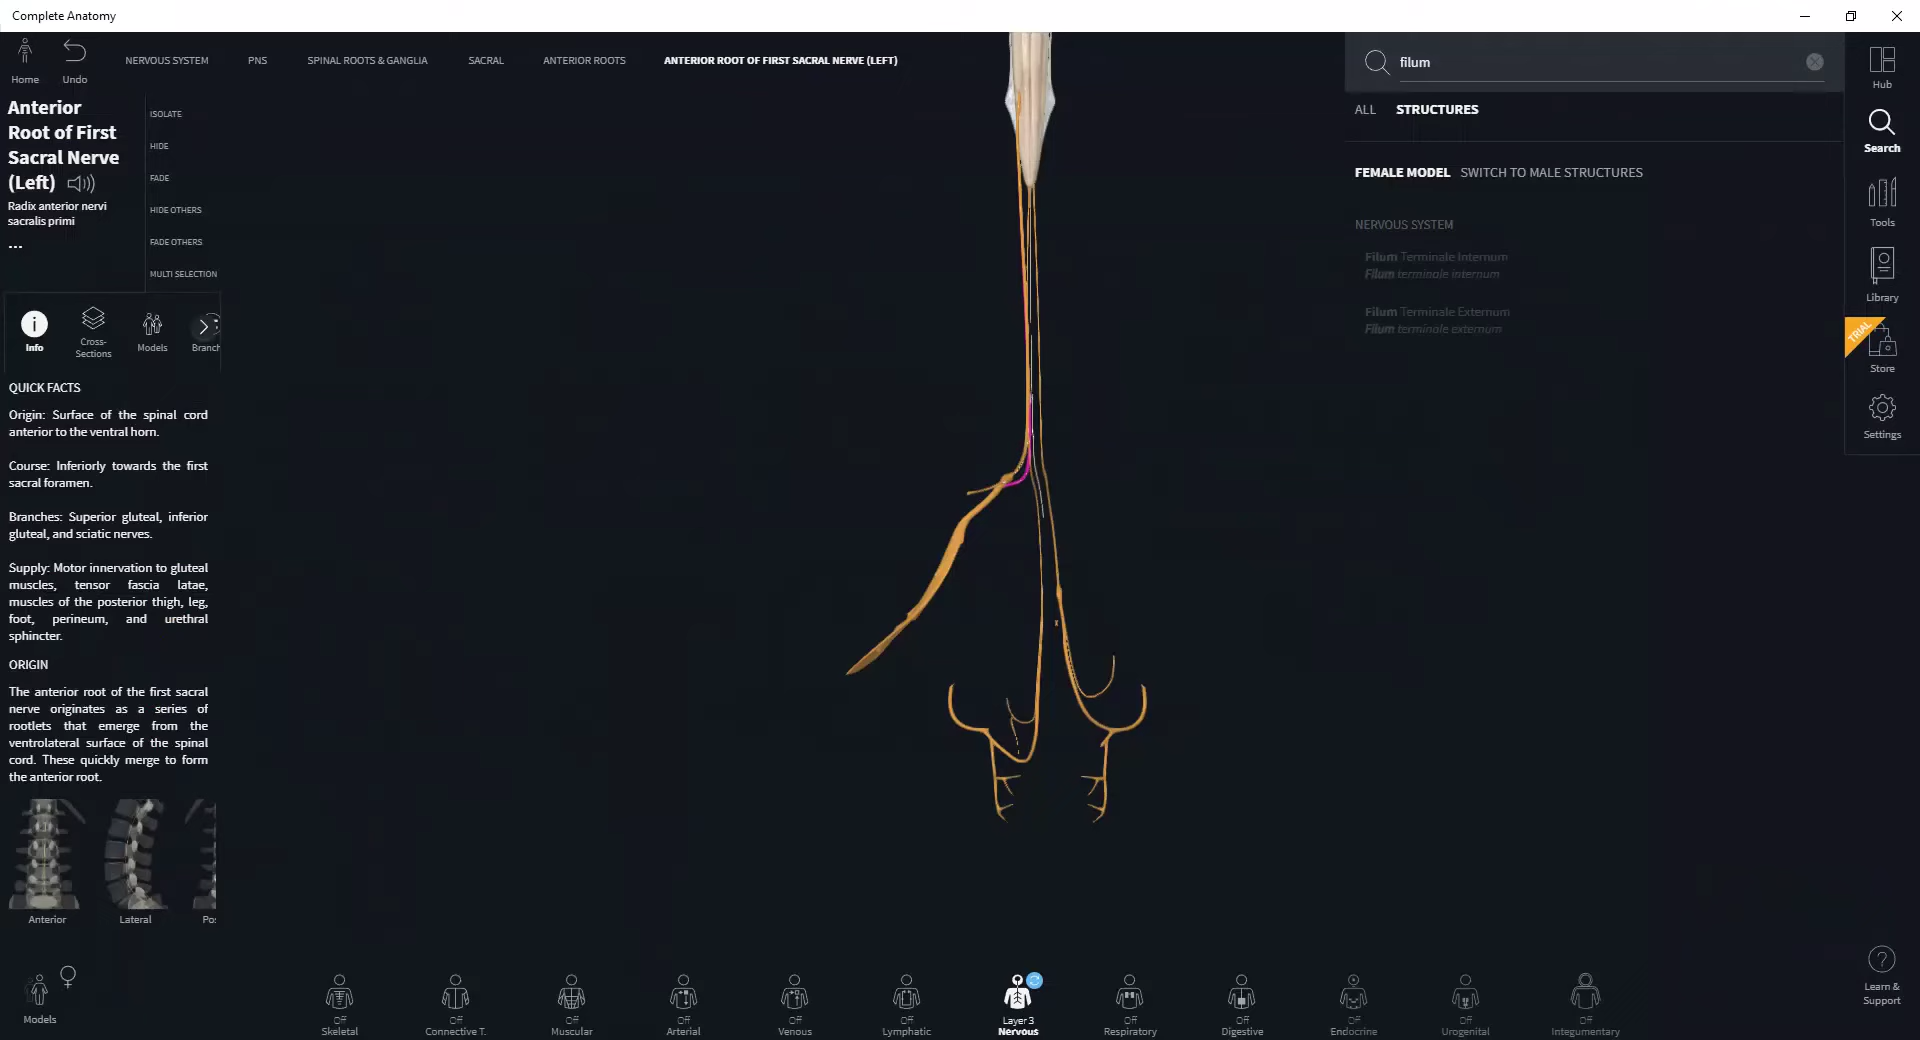 Complete Anatomy
Home
Undo
NERVOUS SYSTEM
PNS
SPINAL ROOTS & GANGLIA
SACRAL
ANTERIOR ROOTS
ANTERIOR ROOT OF FIRST SACRAL NERVE (LEFT)
Anterior
Root of First
Sacral Nerve
(Left)
Radix anterior nervi
sacralis primi
...
ISOLATE
HIDE
FADE
HIDE OTHERS
FADE OTHERS
MULTI SELECTION
Info
Cross-
Sections
Models
Branch
QUICK FACTS
Origin: Surface of the spinal cord
anterior to the ventral horn.
Course: Inferiorly towards the first
sacral foramen.
Branches: Superior gluteal, inferior
gluteal, and sciatic nerves.
Supply: Motor innervation to gluteal
muscles, tensor fascia latae,
muscles of the posterior thigh, leg,
foot, perineum, and urethral
sphincter.
ORIGIN
The anterior root of the first sacral
nerve originates as a series of
rootlets that emerge from the
ventrolateral surface of the spinal
cord. These quickly merge to form
the anterior root.
Anterior
Lateral
Pos
Models
filum
ALL
STRUCTURES
FEMALE MODEL
SWITCH TO MALE STRUCTURES
NERVOUS SYSTEM
Filum Terminale Internum
Filum terminale internum
Filum Terminale Externum
Filum terminale externum
Hub
Search
Tools
Library
TRIAL
Store
Settings
Learn &
Support
Off
Skeletal
Off
Connective T.
Off
Muscular
Off
Arterial
Off
Venous
Off
Lymphatic
Layer 3
Nervous
Off
Respiratory
Off
Digestive
Off
Endocrine
Off
Urogenital
Off
Integumentary